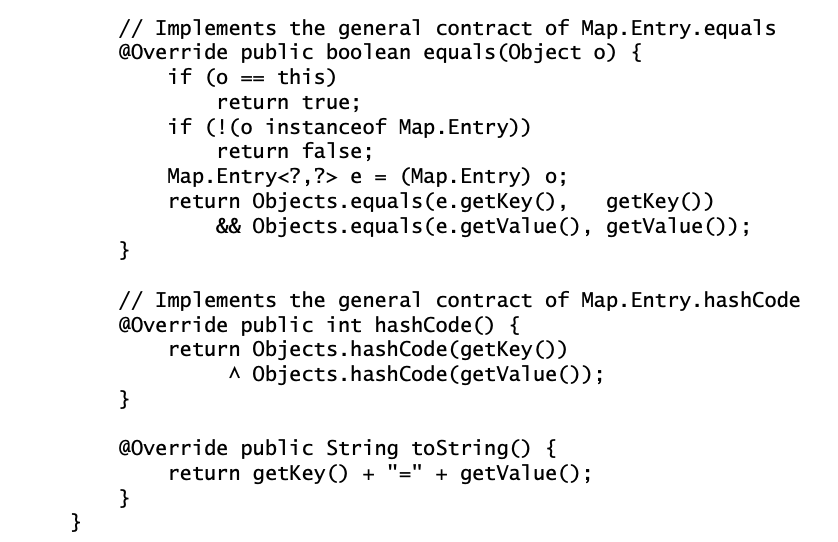 // Implements the general contract of Map.Entry.equals
@Override public boolean equals(Object o) {
    if (o == this)
        return true;
    if (!(o instanceof Map.Entry))
        return false;
    Map.Entry<?,?> e = (Map.Entry) o;
    return Objects.equals(e.getKey(),   getKey())
        && Objects.equals(e.getValue(), getValue());
}
// Implements the general contract of Map.Entry.hashCode
@Override public int hashCode() {
    return Objects.hashCode(getKey())
         ^ Objects.hashCode(getValue());
}
@Override public String toString() {
    return getKey() + "=" + getValue();
}
}